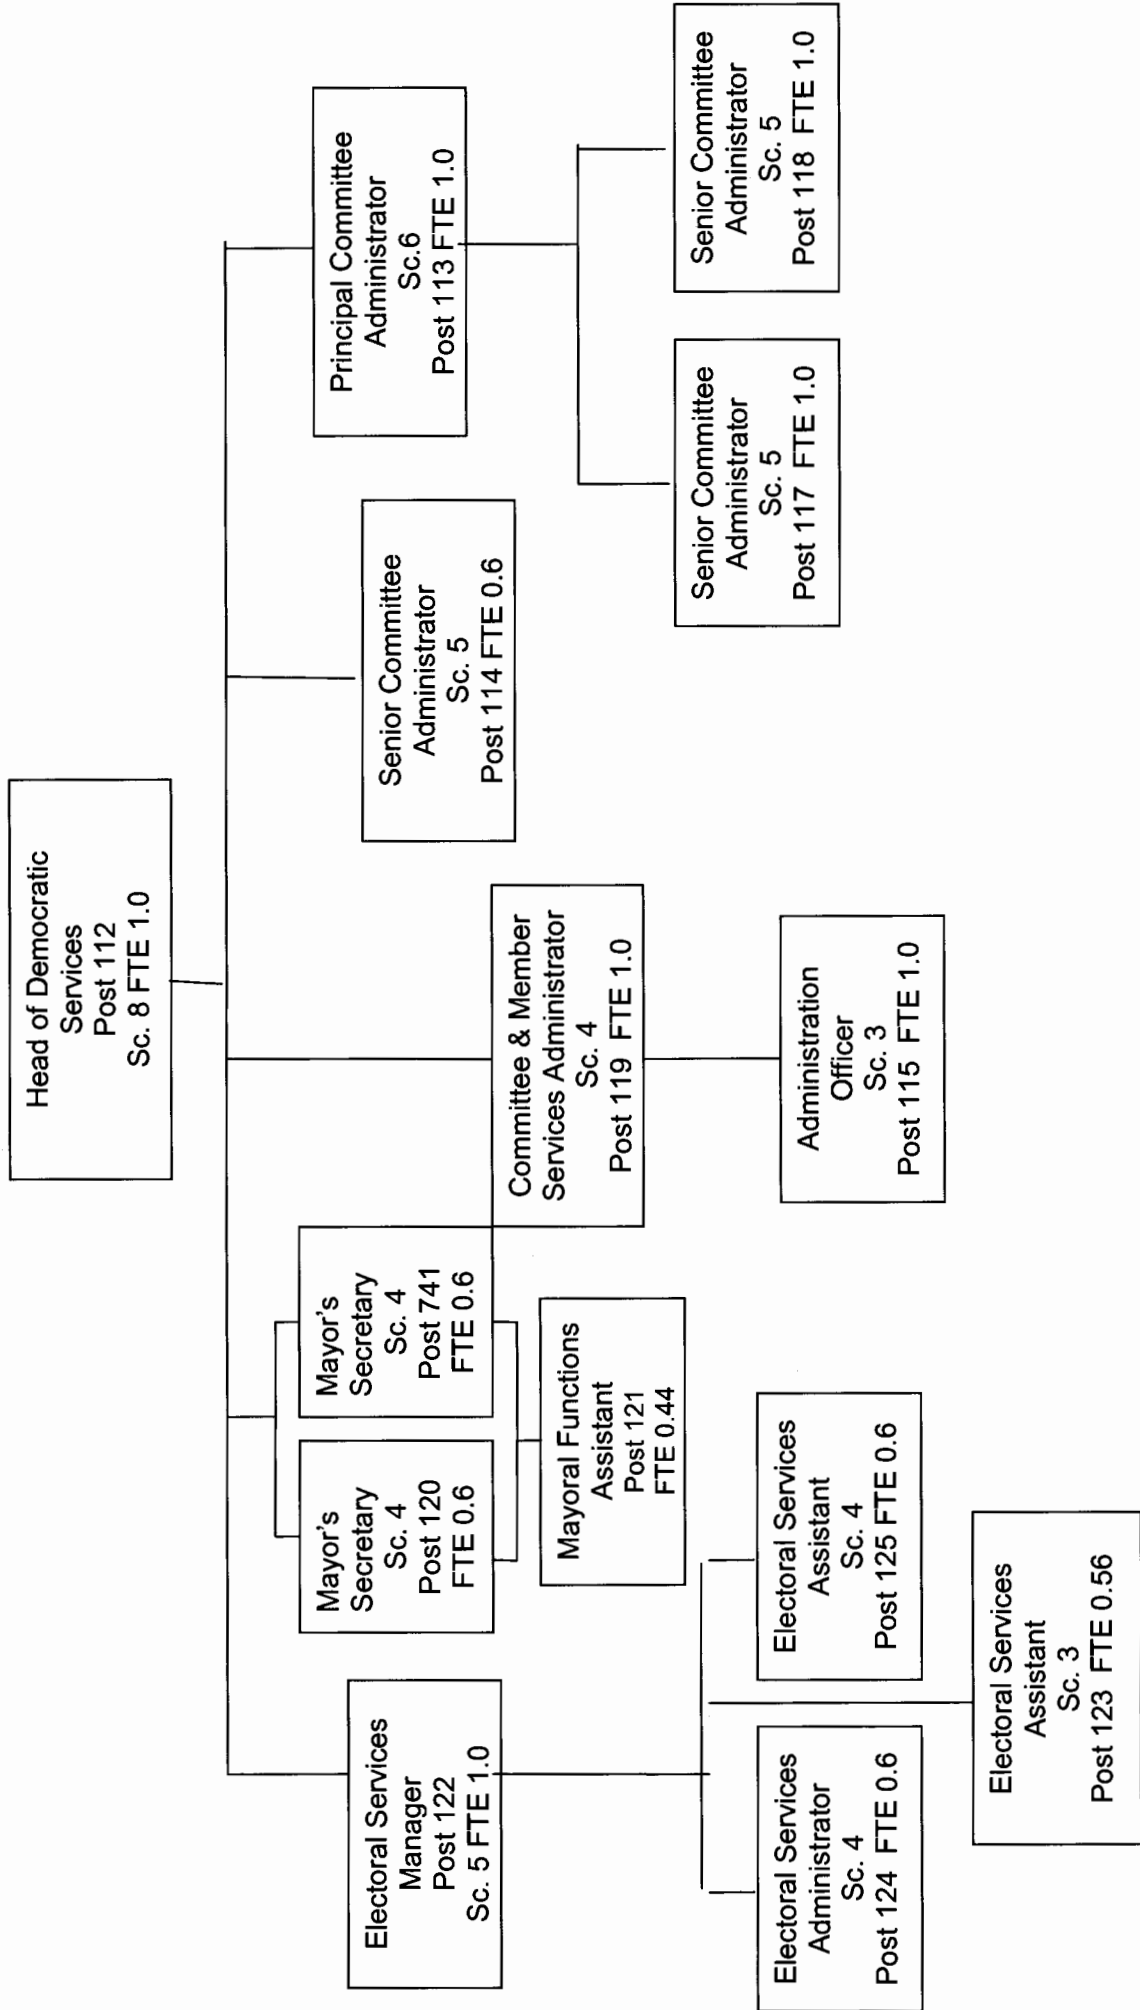 Head of Democratic
Services
Post 112
Sc. 8 FTE 1.0
Electoral Services
Manager
Post 122
Sc. 5 FTE 1.0
Mayor's
Secretary
Sc. 4
Post 120
FTE 0.6
Mayor's
Secretary
Sc. 4
Post 741
FTE 0.6
Committee & Member
Services Administrator
Sc. 4
Post 119 FTE 1.0
Senior Committee
Administrator
Sc. 5
Post 114 FTE 0.6
Principal Committee
Administrator
Sc.6
Post 113 FTE 1.0
Mayoral Functions
Assistant
Post 121
FTE 0.44
Electoral Services
Administrator
Sc. 4
Post 124 FTE 0.6
Electoral Services
Assistant
Sc. 4
Post 125 FTE 0.6
Administration
Officer
Sc. 3
Post 115 FTE 1.0
Senior Committee
Administrator
Sc. 5
Post 117 FTE 1.0
Senior Committee
Administrator
Sc. 5
Post 118 FTE 1.0
Electoral Services
Assistant
Sc. 3
Post 123 FTE 0.56